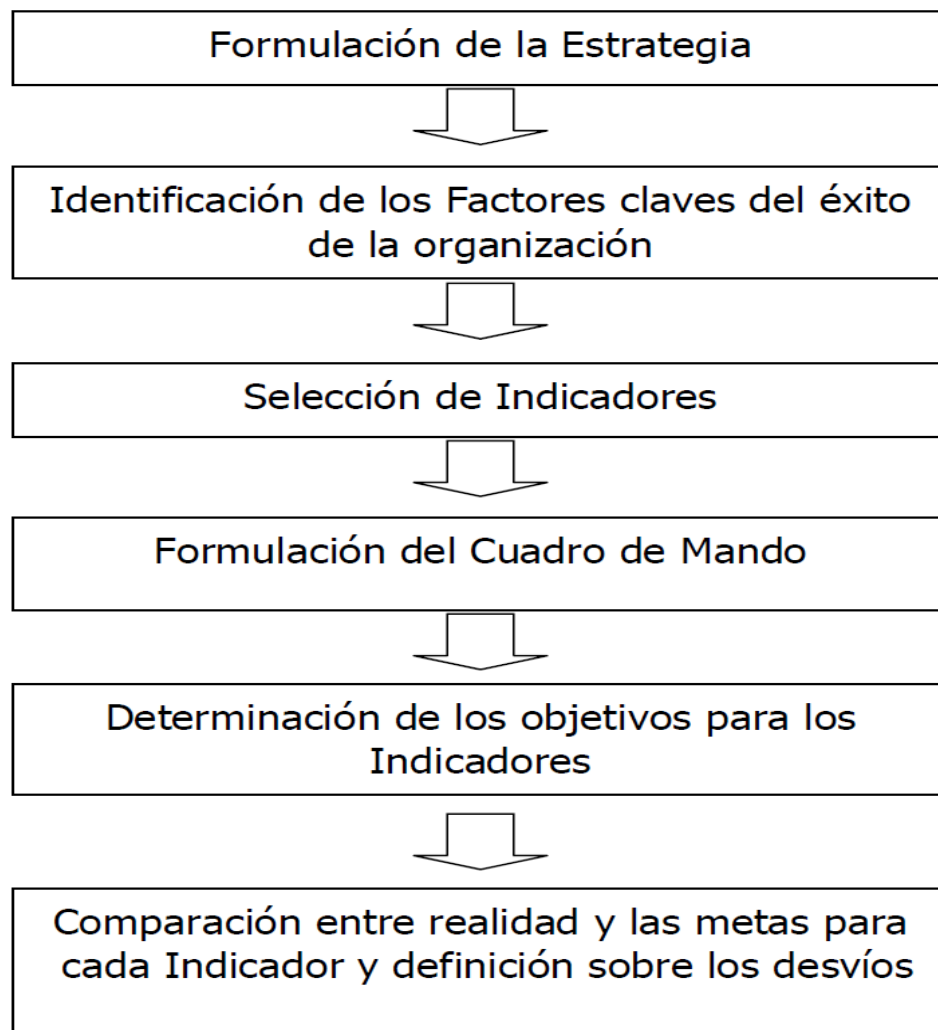 Formulación de la Estrategia
Identificación de los Factores claves del éxito
de la organización
Selección de Indicadores
Formulación del Cuadro de Mando
Determinación de los objetivos para los
Indicadores
Comparación entre realidad y las metas para
cada Indicador y definición sobre los desvíos